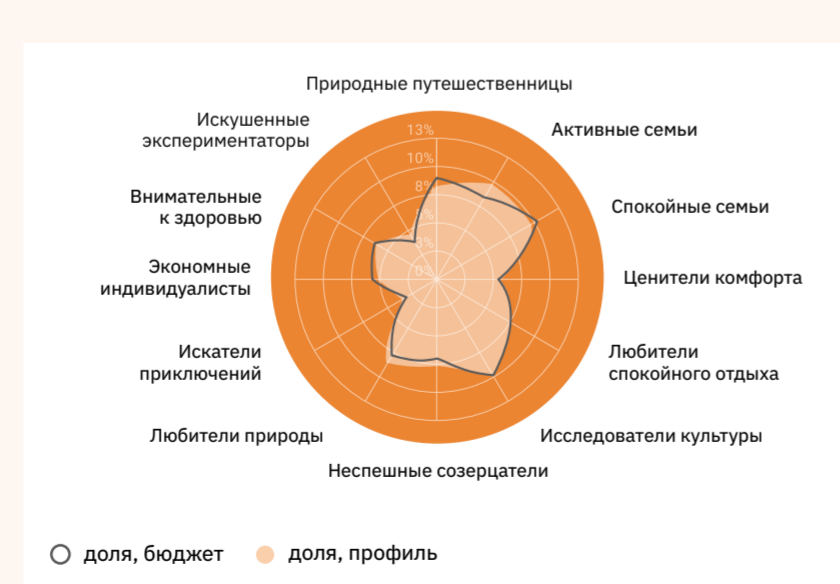 Природные путешественницы
Искушенные
экспериментаторы
Активные семьи
Внимательные
к здоровью
Спокойные семьи
Экономные
индивидуалисты
Ценители комфорта
Искатели
приключений
Любители
спокойного отдыха
Любители природы
Исследователи культуры
Неспешные созерцатели
13%
10%
8%
3%
0%
доля, бюджет
доля, профиль